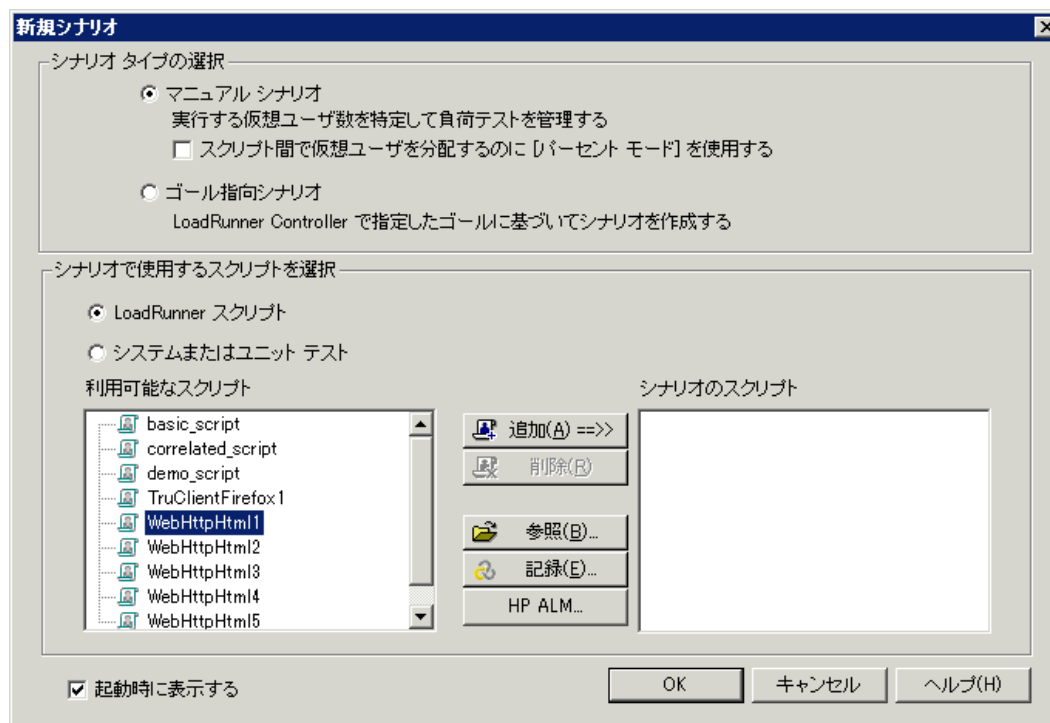 新規シナリオ
シナリオ タイプの選択
マニュアル シナリオ
実行する仮想ユーザ数を特定して負荷テストを管理する
スクリプト間で仮想ユーザを分配するのに [パーセント モード] を使用する
ゴール指向シナリオ
LoadRunner Controller で指定したゴールに基づいてシナリオを作成する
シナリオで使用するスクリプトを選択
LoadRunner スクリプト
システムまたはユニット テスト
利用可能なスクリプト
basic_script
correlated_script
demo_script
TruClientFirefox1
WebHttpHtml1
WebHttpHtml2
WebHttpHtml3
WebHttpHtml4
WebHttpHtml5
追加(A) ==>>
削除(R)
参照(B)...
記録(E)...
HP ALM...
シナリオのスクリプト
起動時に表示する
OK
キャンセル
ヘルプ(H)